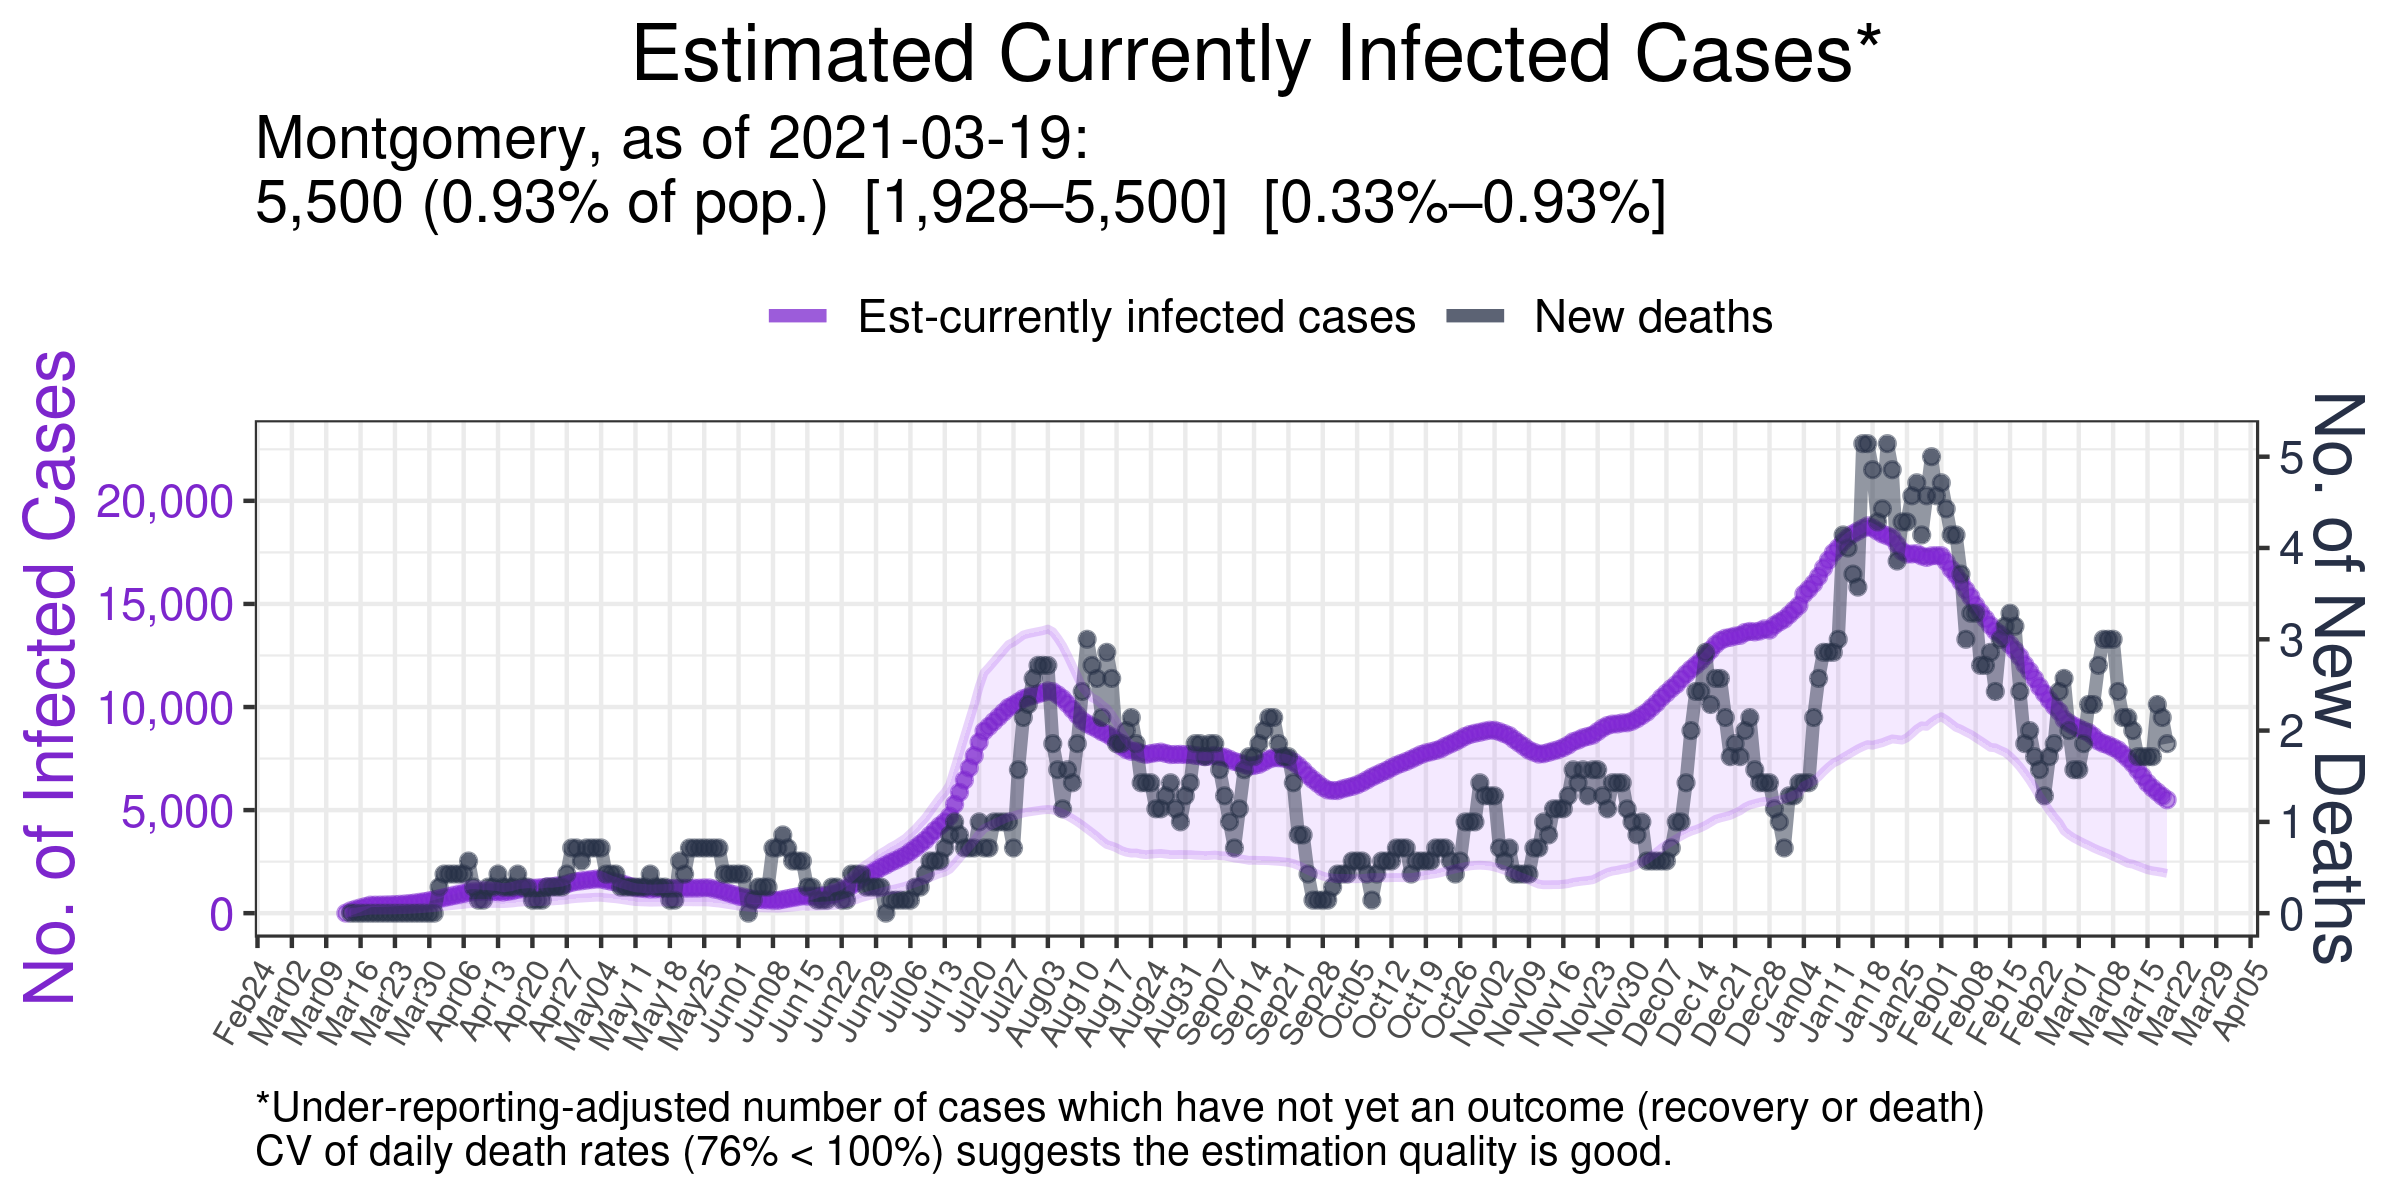 Estimated Currently Infected Cases*
Montgomery, as of 2021-03-19:
5,500 (0.93% of pop.) [1,928–5,500] [0.33%–0.93%]
Est-currently infected cases
New deaths
No. of Infected Cases
20,000
15,000
10,000
5,000
0
5
4
3
2
1
0
No. of New Deaths
Feb24
Mar02
Mar09
Mar16
Mar23
Mar30
Apr06
Apr13
Apr20
Apr27
May04
May11
May18
May25
Jun01
Jun08
Jun15
Jun22
Jun29
Jul06
Jul13
Jul20
Jul27
Aug03
Aug10
Aug17
Aug24
Aug31
Sep07
Sep14
Sep21
Sep28
Oct05
Oct12
Oct19
Oct26
Nov02
Nov09
Nov16
Nov23
Nov30
Dec07
Dec14
Dec21
Dec28
Jan04
Jan11
Jan18
Jan25
Feb01
Feb08
Feb15
Feb22
Mar01
Mar08
Mar15
Mar22
Mar29
Apr05
*Under-reporting-adjusted number of cases which have not yet an outcome (recovery or death)
CV of daily death rates (76% < 100%) suggests the estimation quality is good.